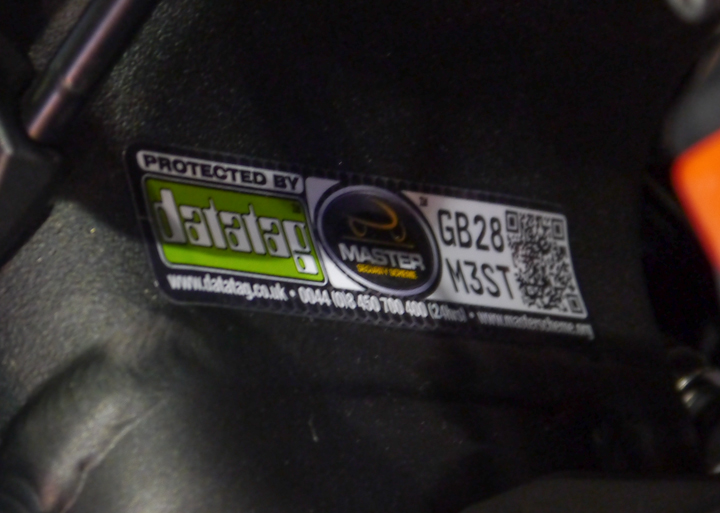 PROTECTED BY
datatag
MASTER
SECURITY SCHEME
GB28
M3ST
www.datatag.co.uk • 0044 (0)8 450 700 400 (24hrs) • www.masterscheme.org